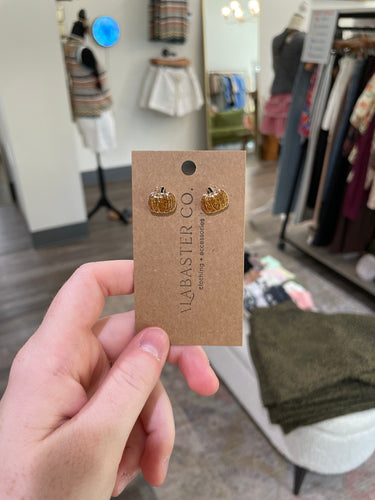 ALABASTER CO.
clothing + accessories